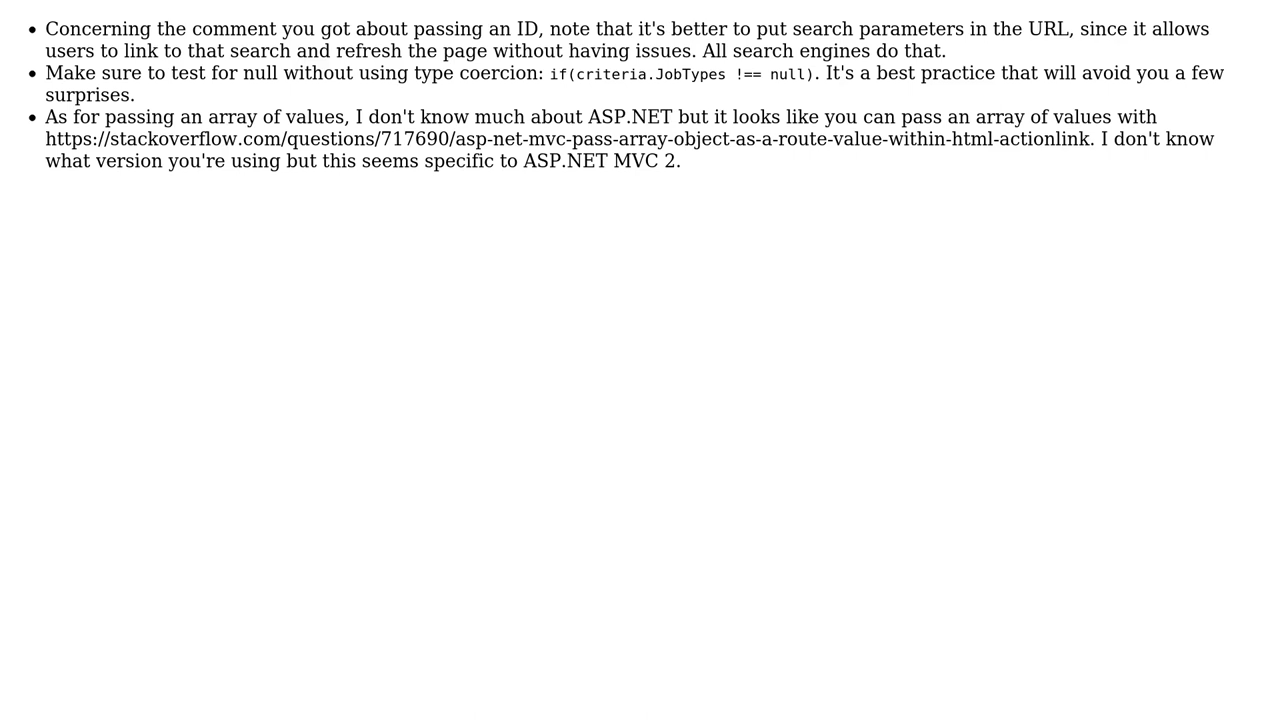 • Concerning the comment you got about passing an ID, note that it's better to put search parameters in the URL, since it allows
users to link to that search and refresh the page without having issues. All search engines do that.
• Make sure to test for null without using type coercion: if(criteria.JobTypes !== null). It's a best practice that will avoid you a few
surprises.
• As for passing an array of values, I don't know much about ASP.NET but it looks like you can pass an array of values with
https://stackoverflow.com/questions/717690/asp-net-mvc-pass-array-object-as-a-route-value-within-html-actionlink. I don't know
what version you're using but this seems specific to ASP.NET MVC 2.